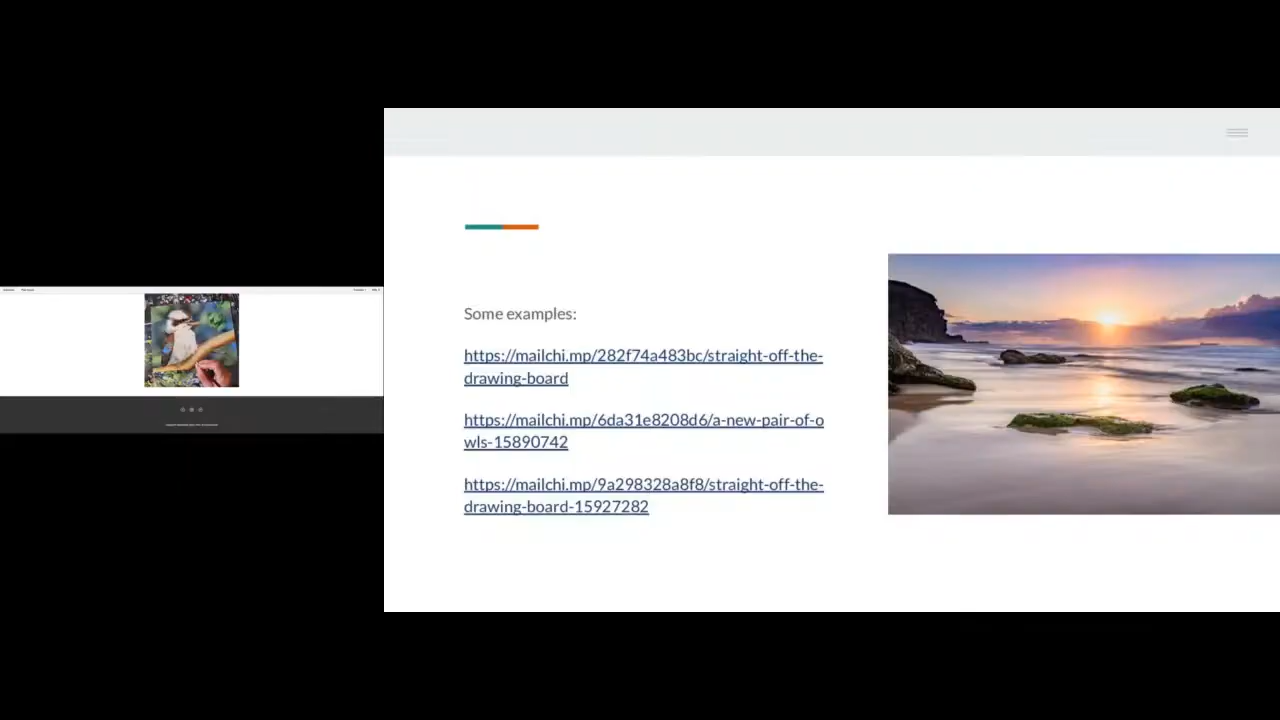 Some examples:
https://mailchi.mp/282f74a483bc/straight-off-the-
drawing-board
https://mailchi.mp/6da31e8208d6/a-new-pair-of-o
wls-15890742
https://mailchi.mp/9a298328a8f8/straight-off-the-
drawing-board-15927282